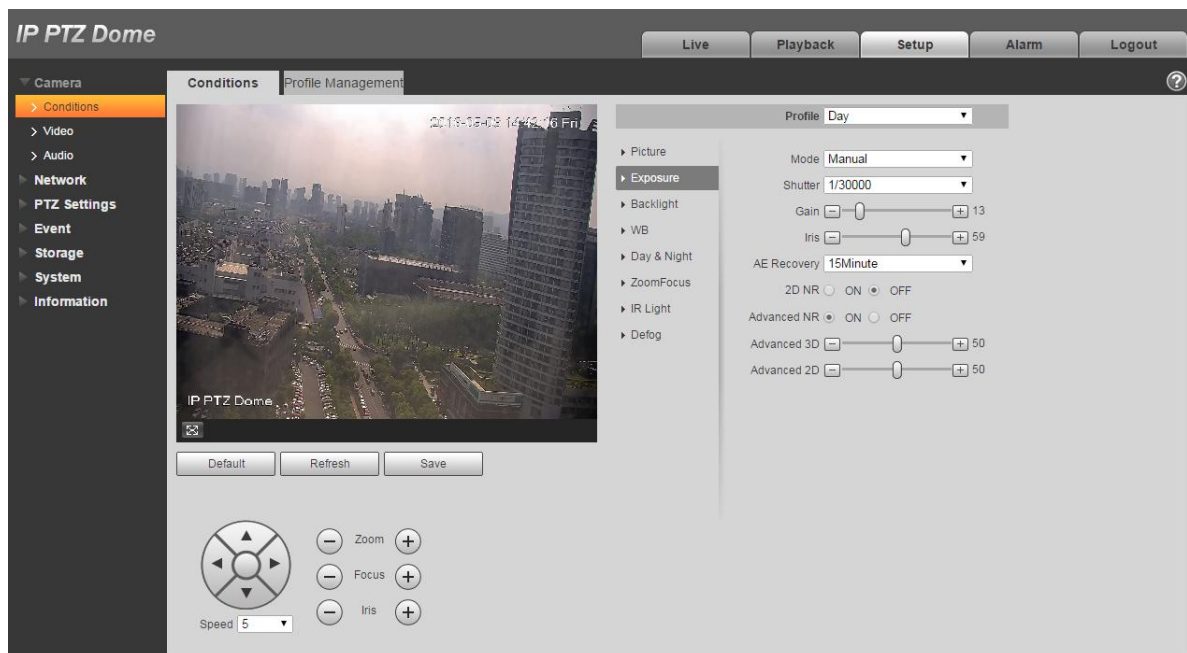 IP PTZ Dome
Live Playback Setup Alarm Logout
Camera
Conditions
Video
Audio
Network
PTZ Settings
Event
Storage
System
Information
Conditions Profile Management
Fri
IP PTZ Dome
Default Refresh Save
Zoom
Focus
Iris
Speed 5
Profile Day
Picture
Exposure
Backlight
WB
Day & Night
ZoomFocus
IR Light
Defog
Mode Manual
Shutter 1/30000
Gain 13
Iris 59
AE Recovery 15Minute
2D NR ON OFF
Advanced NR ON OFF
Advanced 3D 50
Advanced 2D 50